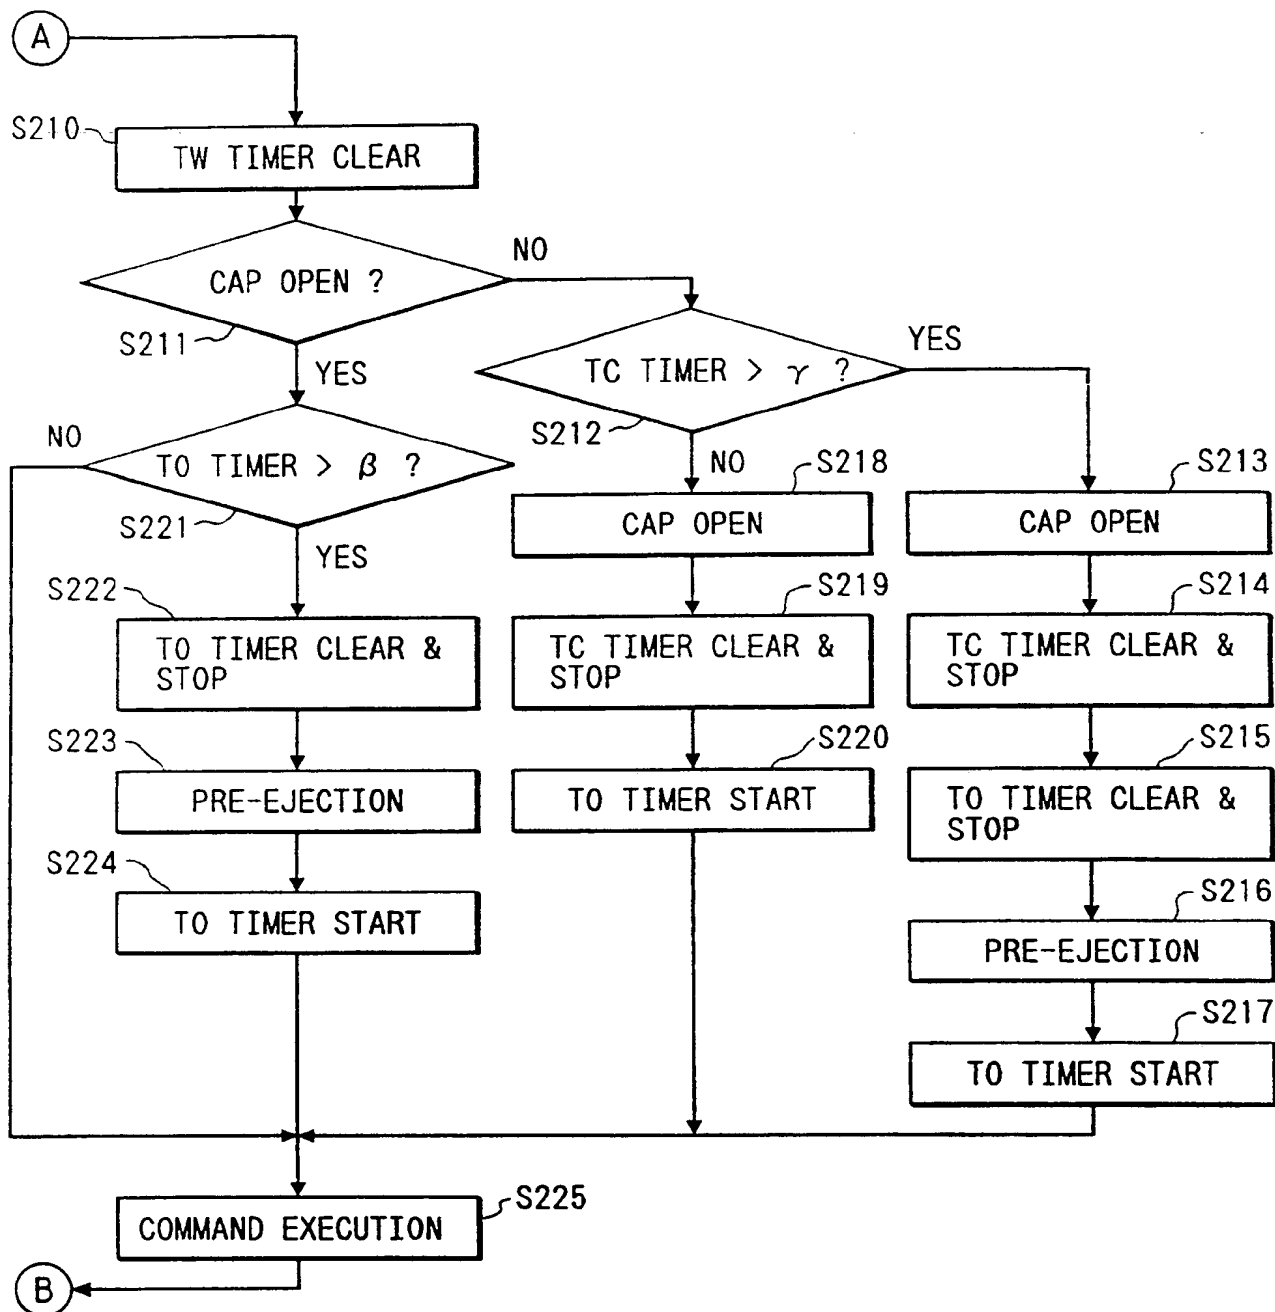 A
S210
TW TIMER CLEAR
CAP OPEN ?
NO
S211
YES
TC TIMER > γ ?
YES
S212
NO
TO TIMER > β ?
NO
S221
YES
S218
CAP OPEN
S213
CAP OPEN
S222
TO TIMER CLEAR &
STOP
S219
TC TIMER CLEAR &
STOP
S214
TC TIMER CLEAR &
STOP
S223
PRE-EJECTION
S220
TO TIMER START
S215
TO TIMER CLEAR &
STOP
S224
TO TIMER START
S216
PRE-EJECTION
S217
TO TIMER START
S225
COMMAND EXECUTION
B